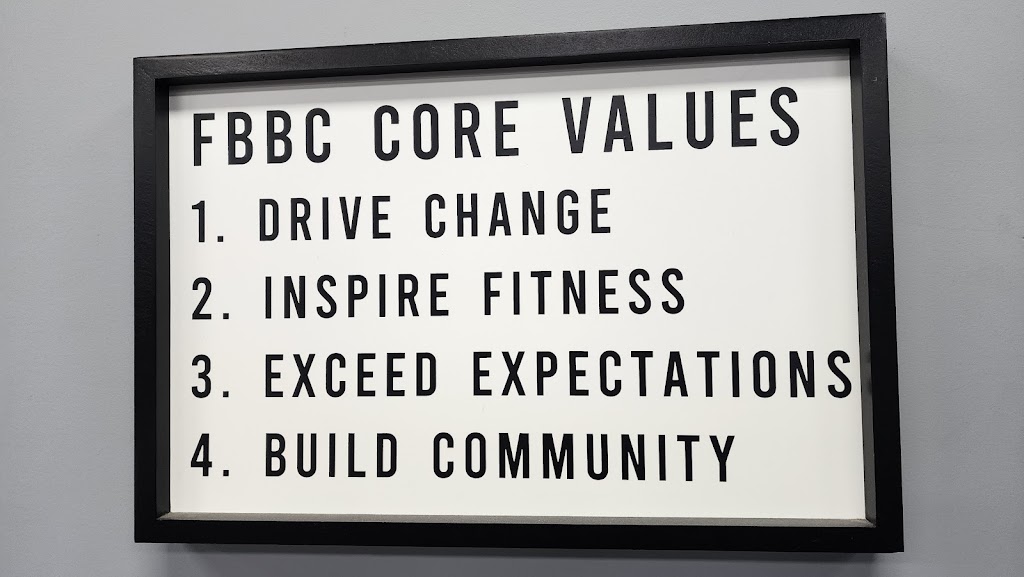 FBBC CORE VALUES
1. DRIVE CHANGE
2. INSPIRE FITNESS
3. EXCEED EXPECTATIONS
4. BUILD COMMUNITY